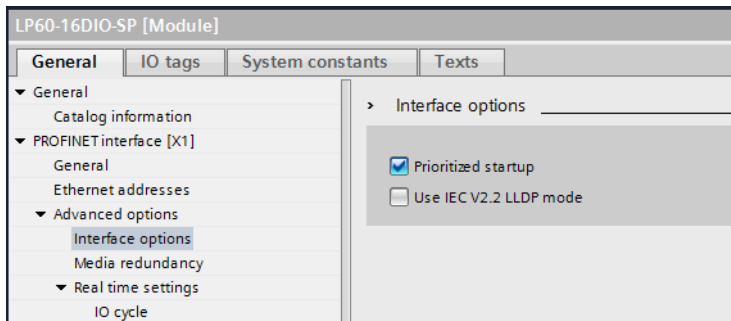 LP60-16DIO-SP [Module]
General IO tags System constants Texts
General
Catalog information
PROFINET interface [X1]
General
Ethernet addresses
Advanced options
Interface options
Media redundancy
Real time settings
IO cycle
Interface options
Prioritized startup
Use IEC V2.2 LLDP mode